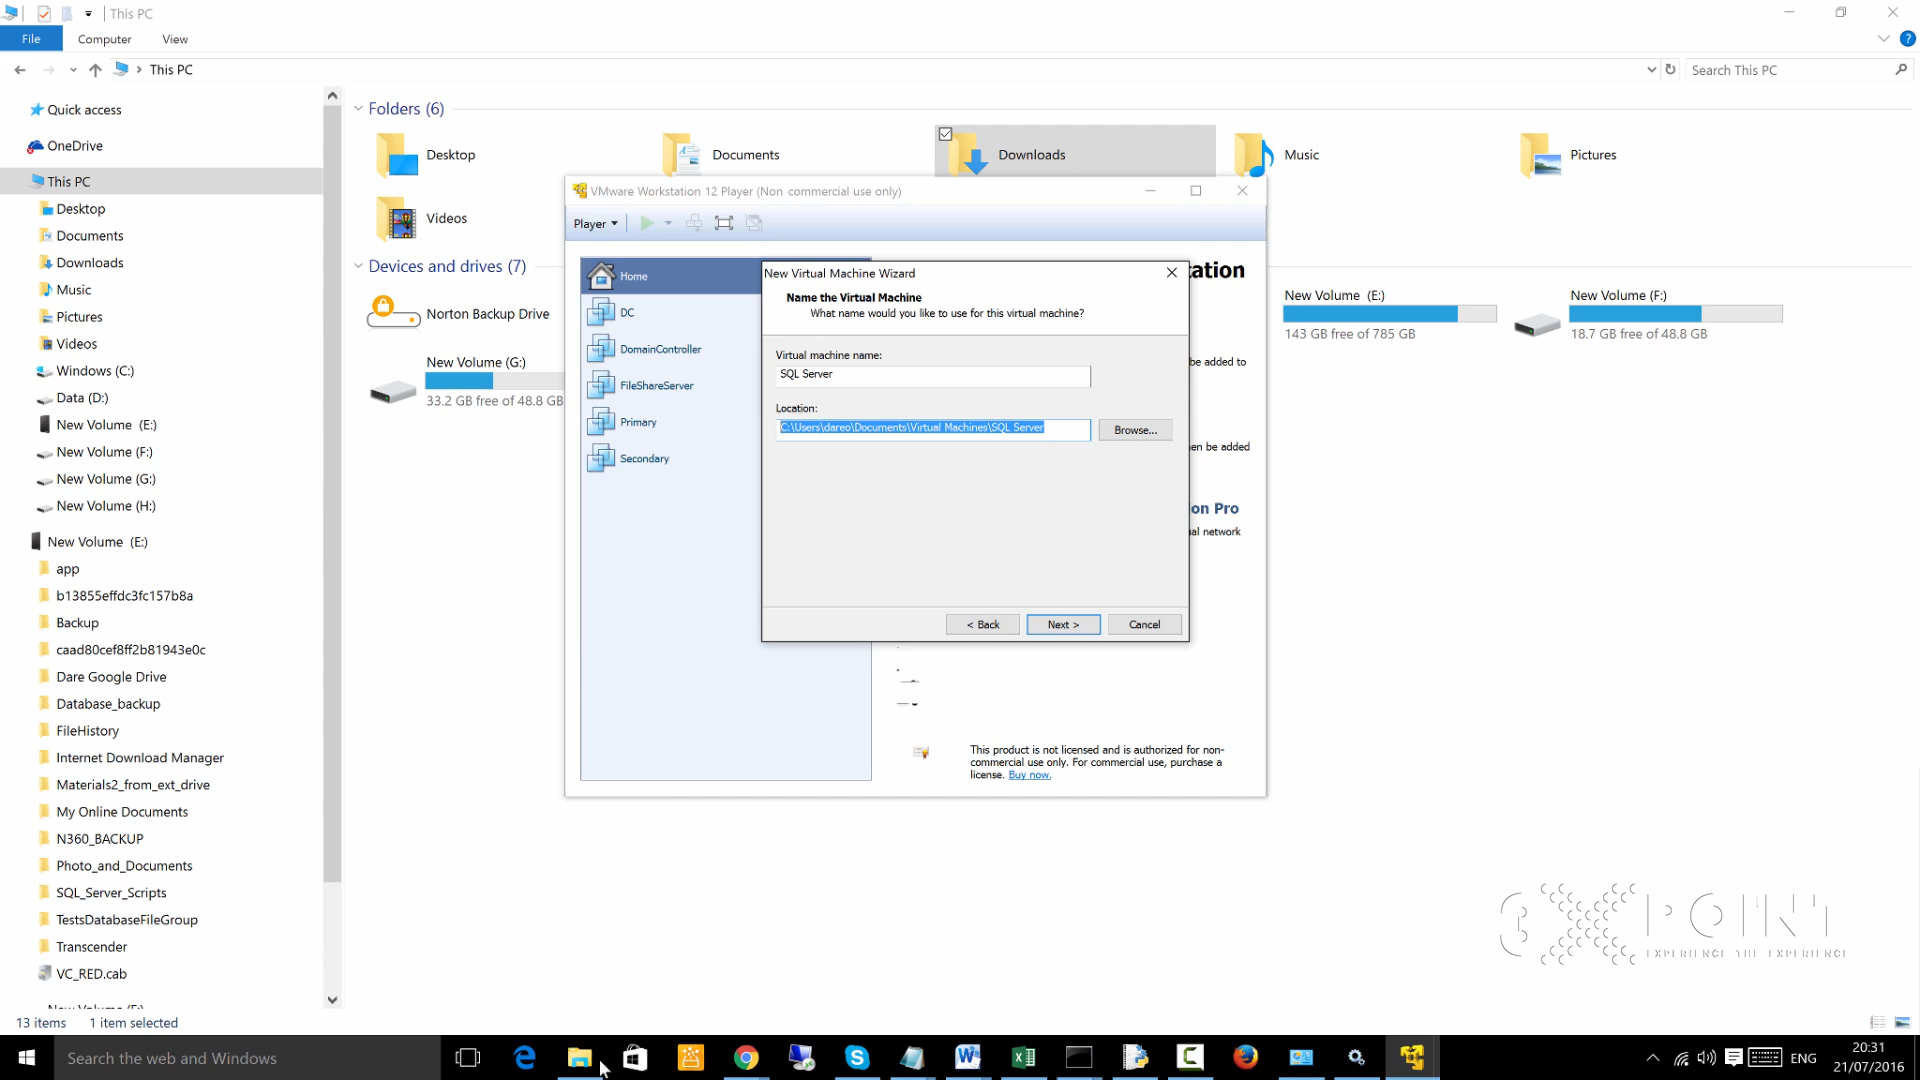 This PC
File
Computer
View
This PC
Search This PC
Quick access
OneDrive
This PC
Desktop
Documents
Downloads
Music
Pictures
Videos
Windows (C:)
Data (D:)
New Volume (E:)
New Volume (F:)
New Volume (G:)
New Volume (H:)
New Volume (E:)
app
b13855effdc3fc157b8a
Backup
caad80cef8ff2b81943e0c
Dare Google Drive
Database_backup
FileHistory
Internet Download Manager
Materials2_from_ext_drive
My Online Documents
N360_BACKUP
Photo_and_Documents
SQL_Server_Scripts
TestsDatabaseFileGroup
Transcender
VC_RED.cab
13 items 1 item selected
Folders (6)
Desktop
Documents
Downloads
Music
Pictures
Videos
Devices and drives (7)
Norton Backup Drive
New Volume (E:)
143 GB free of 785 GB
New Volume (F:)
18.7 GB free of 48.8 GB
New Volume (G:)
33.2 GB free of 48.8 GB
VMware Workstation 12 Player (Non-commercial use only)
Player
Home
DC
DomainController
FileShareServer
Primary
Secondary
ation
be added to
en be added
on Pro
al network
This product is not licensed and is authorized for non-
commercial use only. For commercial use, purchase a
license. Buy now.
New Virtual Machine Wizard
Name the Virtual Machine
What name would you like to use for this virtual machine?
Virtual machine name:
SQL Server
Location:
C:\Users\dareo\Documents\Virtual Machines\SQL Server
Browse...
< Back
Next >
Cancel
3XPOINT
EXPERIENCE THE EXPERIENCE
Search the web and Windows
ENG
20:31
21/07/2016